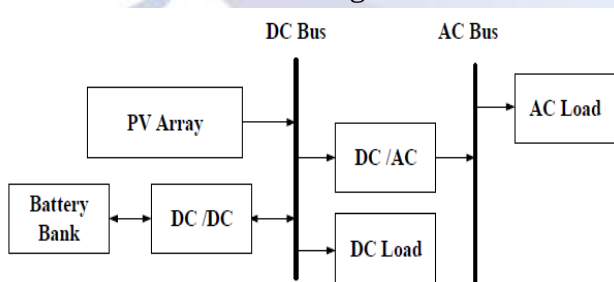 DC Bus
AC Bus
PV Array
AC Load
DC /AC
Battery
Bank
DC /DC
DC Load